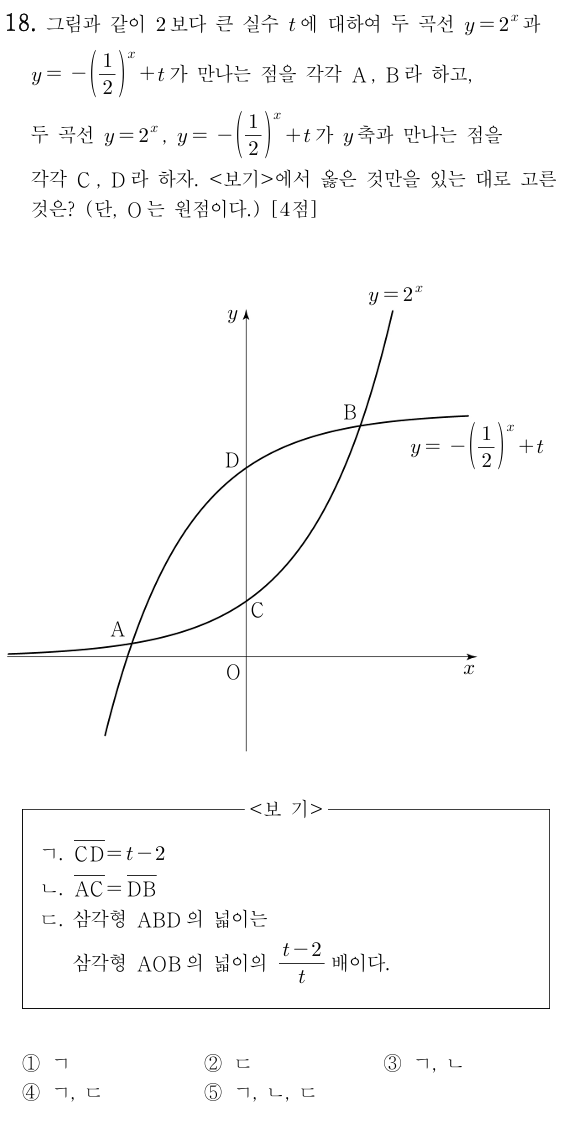 18. 그림과 같이 2보다 큰 실수 t에 대하여 두 곡선 y=2^x과
y= -(1/2)^x+t가 만나는 점을 각각 A, B라 하고,
두 곡선 y=2^x, y= -(1/2)^x+t가 y축과 만나는 점을
각각 C, D라 하자. <보기>에서 옳은 것만을 있는 대로 고른
것은? (단, O는 원점이다.) [4점]
y=2^x
y
B
y= -(1/2)^x+t
D
C
A
O
x
<보 기>
ㄱ. \overline{CD}=t-2
ㄴ. \overline{AC}=\overline{DB}
ㄷ. 삼각형 ABD의 넓이는
삼각형 AOB의 넓이의 (t-2)/t 배이다.
① ㄱ ② ㄷ ③ ㄱ, ㄴ
④ ㄱ, ㄷ ⑤ ㄱ, ㄴ, ㄷ